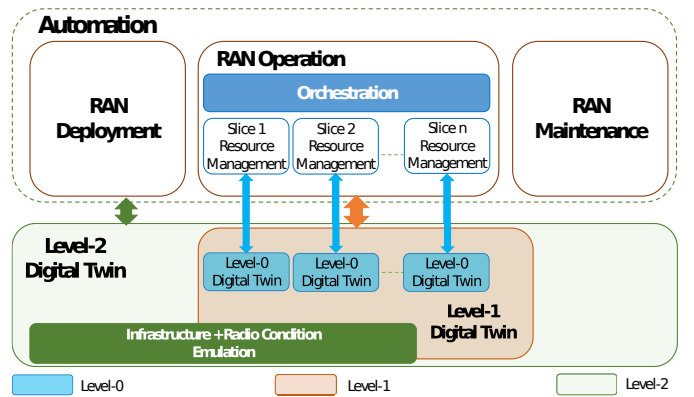 Automation
RAN
Deployment
RAN Operation
Orchestration
Slice 1
Resource
Management
Slice 2
Resource
Management
Slice n
Resource
Management
RAN
Maintenance
Level-2
Digital Twin
Level-0
Digital Twin
Level-0
Digital Twin
Level-0
Digital Twin
Level-1
Digital Twin
Infrastructure + Radio Condition
Emulation
Level-0
Level-1
Level-2